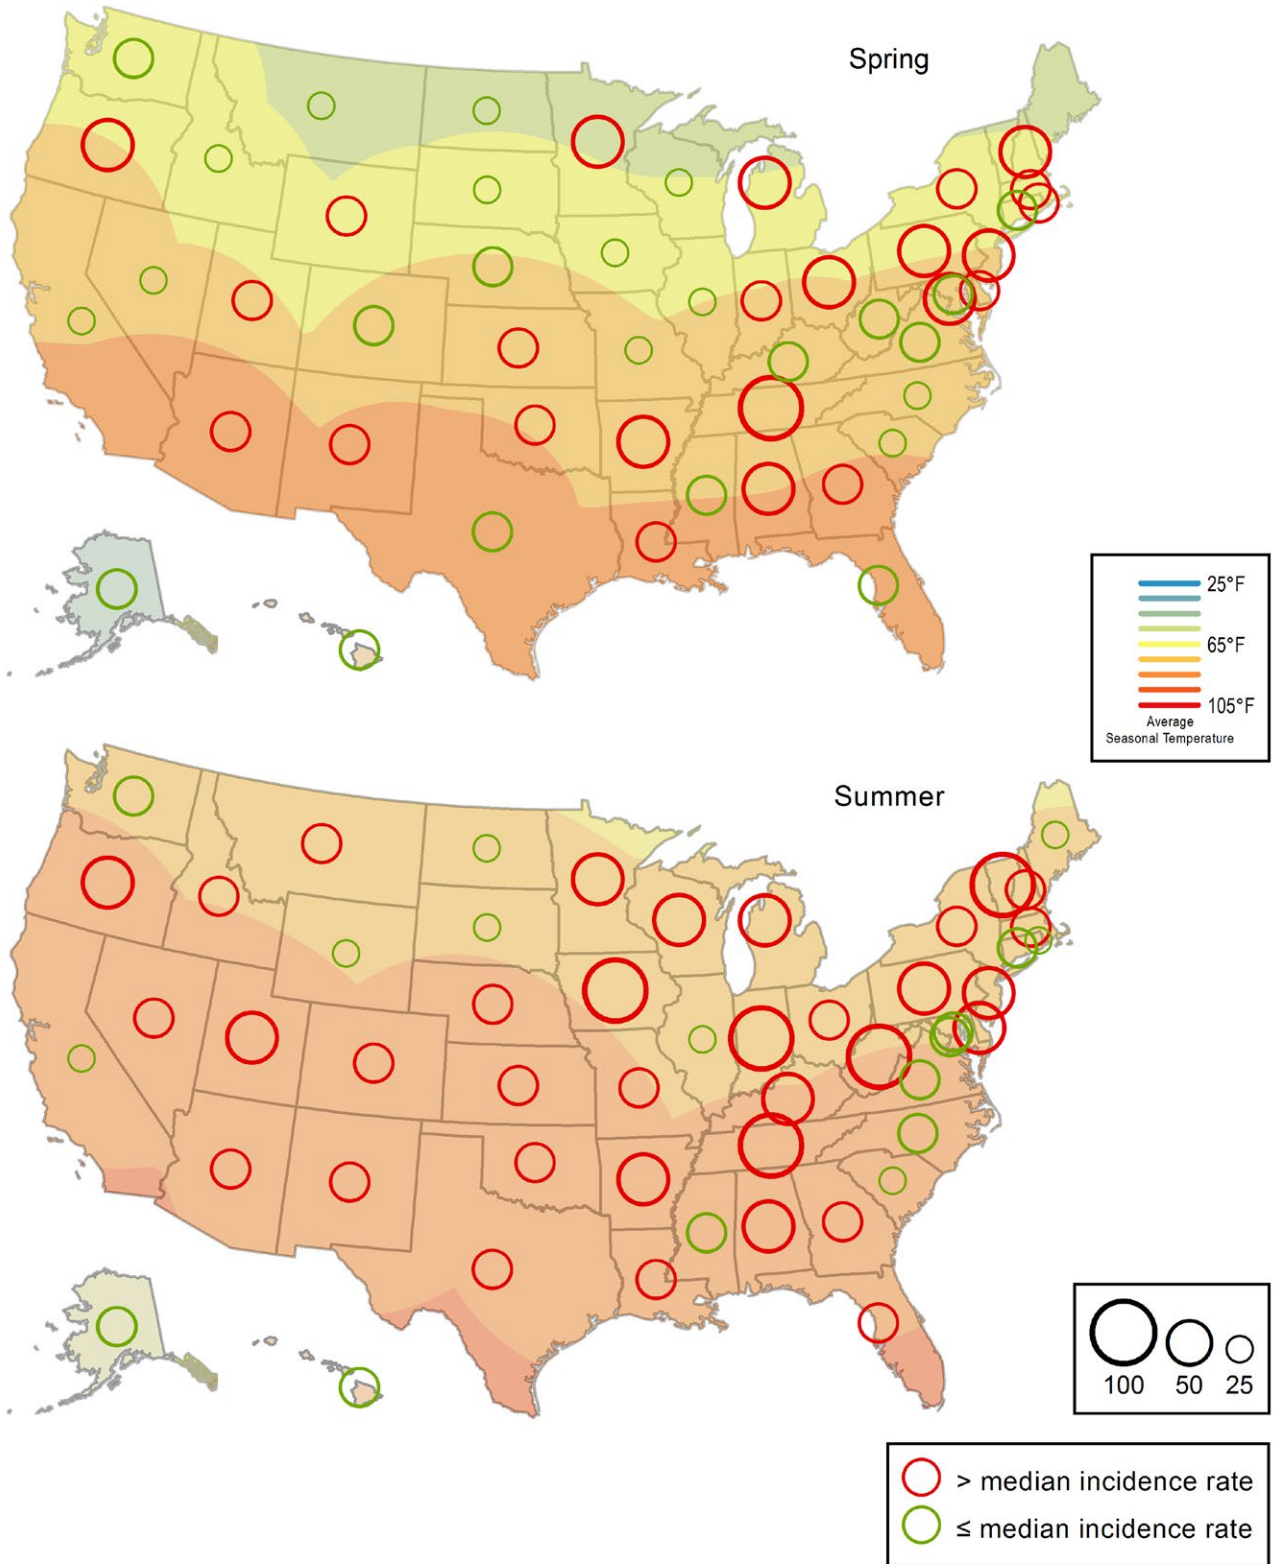 Spring
25°F
65°F
105°F
Average
Seasonal Temperature
Summer
100 50 25
> median incidence rate
≤ median incidence rate